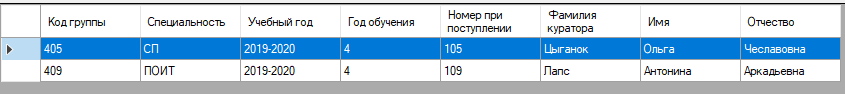 Код группы Специальность Учебный год Год обучения Номер при поступлении Фамилия куратора Имя Отчество
405 СП 2019-2020 4 105 Цыганок Ольга Чеславовна
409 ПОИТ 2019-2020 4 109 Лапс Антонина Аркадьевна